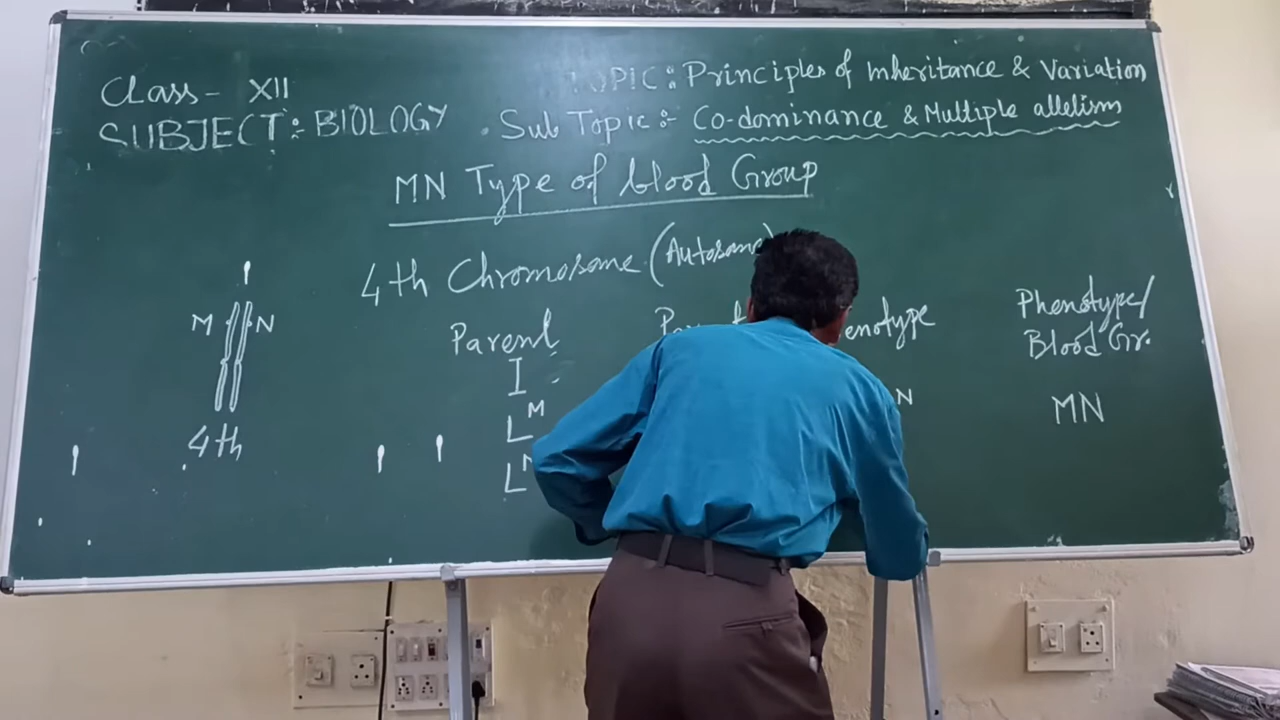 Class- XII
TOPIC:- Principles of Inheritance & Variation
SUBJECT:- BIOLOGY
Sub Topic:- Co-dominance & Multiple allelism
MN Type of blood Group
4th Chromosome (Autosome)
M N
4th
Parent
I
L^M
L
Phenotype/
Blood Gr.
MN
enotype
N